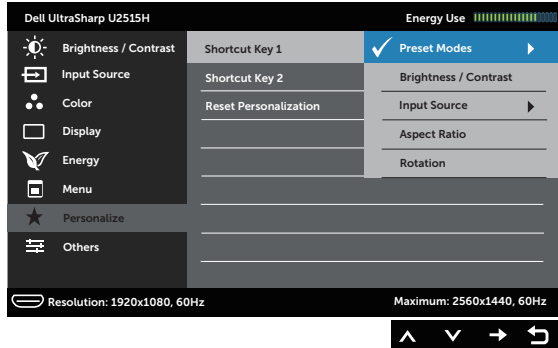 Dell UltraSharp U2515H
Energy Use
Brightness / Contrast
Shortcut Key 1
Preset Modes
Input Source
Shortcut Key 2
Brightness / Contrast
Color
Reset Personalization
Input Source
Display
Aspect Ratio
Energy
Rotation
Menu
Personalize
Others
Resolution: 1920x1080, 60Hz
Maximum: 2560x1440, 60Hz